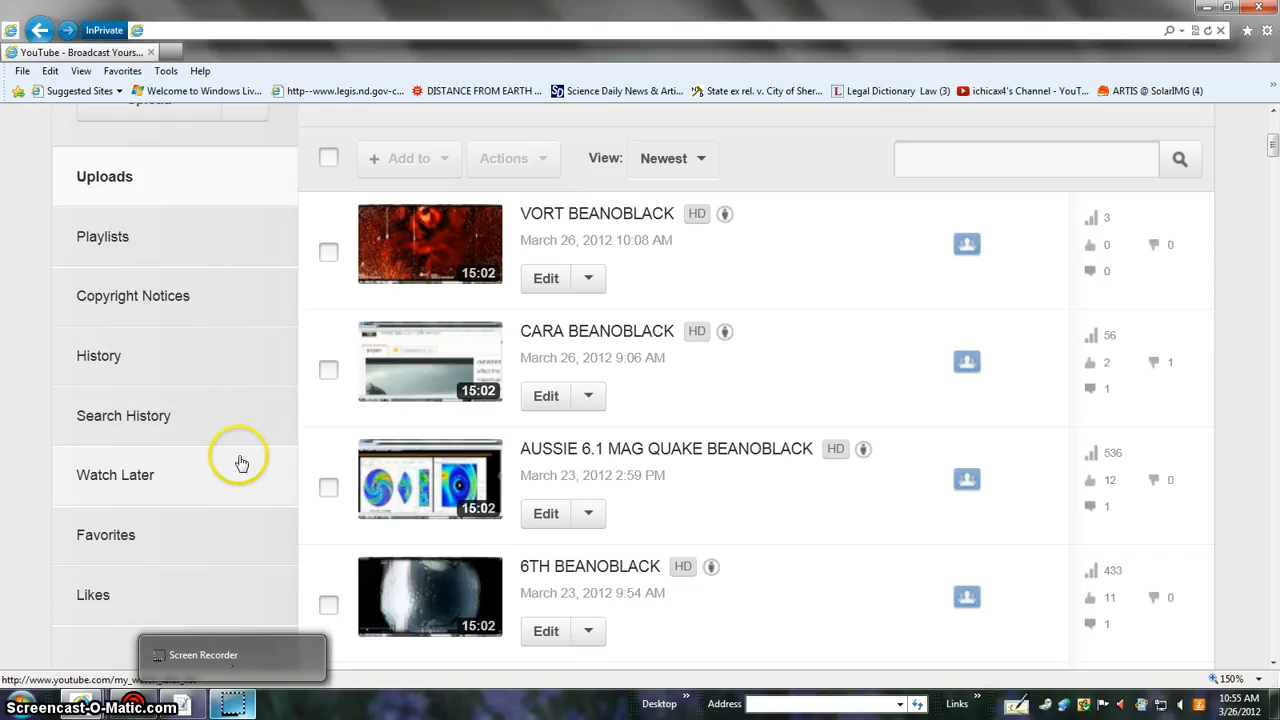 InPrivate
YouTube - Broadcast Yours...
File Edit View Favorites Tools Help
Suggested Sites Welcome to Windows Liv... http--www.legis.nd.gov-c... DISTANCE FROM EARTH ... Science Daily News & Arti... State ex rel. v. City of Sher... Legal Dictionary Law (3) ichicax4's Channel - YouT... ARTIS @ SolarIMG (4)
Upload
+ Add to Actions View: Newest
Uploads
VORT BEANOBLACK HD
3
March 26, 2012 10:08 AM
0 0
15:02
Edit
0
Playlists
Copyright Notices
CARA BEANOBLACK HD
56
March 26, 2012 9:06 AM
2 1
15:02
Edit
1
History
Search History
AUSSIE 6.1 MAG QUAKE BEANOBLACK HD
536
March 23, 2012 2:59 PM
12 0
15:02
Edit
1
Watch Later
Favorites
6TH BEANOBLACK HD
433
March 23, 2012 9:54 AM
11 0
15:02
Edit
1
Likes
Screen Recorder
150%
Desktop » Address Links »
10:55 AM
3/26/2012
Screencast-O-Matic.com